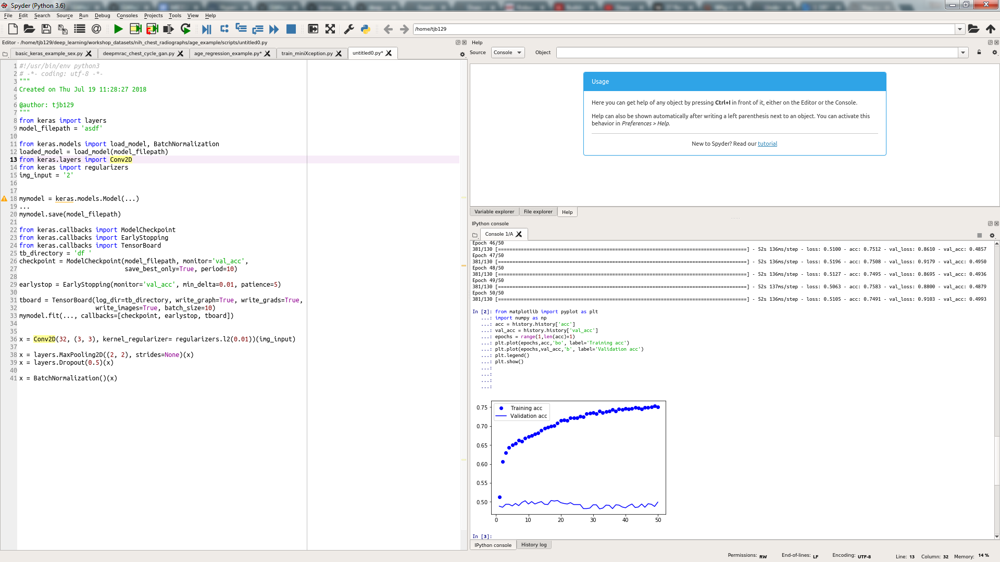 Spyder (Python 3.6)
File Edit Search Source Run Debug Consoles Projects Tools View Help
/home/tjb129
Editor - /home/tjb129/deep_learning/workshop_datasets/nih_chest_radiographs/age_example/scripts/untitled0.py
basic_keras_example_sex.py deepmrac_chest_cycle_gan.py age_regression_example.py* train_miniXception.py untitled0.py*
1 #!/usr/bin/env python3
2 # -*- coding: utf-8 -*-
3 """
4 Created on Thu Jul 19 11:28:27 2018
5
6 @author: tjb129
7 """
8 from keras import layers
9 model_filepath = 'asdf'
10
11 from keras.models import load_model, BatchNormalization
12 loaded_model = load_model(model_filepath)
13 from keras.layers import Conv2D
14 from keras import regularizers
15 img_input = '2'
16
17
18 mymodel = keras.models.Model(...)
19 ...
20 mymodel.save(model_filepath)
21
22 from keras.callbacks import ModelCheckpoint
23 from keras.callbacks import EarlyStopping
24 from keras.callbacks import TensorBoard
25 tb_directory = 'df '
26 checkpoint = ModelCheckpoint(model_filepath, monitor='val_acc',
27 save_best_only=True, period=10)
28
29 earlystop = EarlyStopping(monitor='val_acc', min_delta=0.01, patience=5)
30
31 tboard = TensorBoard(log_dir=tb_directory, write_graph=True, write_grads=True,
32 write_images=True, batch_size=10)
33 mymodel.fit(..., callbacks=[checkpoint, earlystop, tboard])
34
35
36 x = Conv2D(32, (3, 3), kernel_regularizer= regularizers.l2(0.01))(img_input)
37
38 x = layers.MaxPooling2D((2, 2), strides=None)(x)
39 x = layers.Dropout(0.5)(x)
40
41 x = BatchNormalization()(x)
Help
Source Console Object
Usage
Here you can get help of any object by pressing Ctrl+I in front of it, either on the Editor or the Console.
Help can also be shown automatically after writing a left parenthesis next to an object. You can activate this
behavior in Preferences > Help.
New to Spyder? Read our tutorial
Variable explorer File explorer Help
IPython console
Console 1/A
Epoch 46/50
381/130 [==============================================================================] - 52s 136ms/step - loss: 0.5100 - acc: 0.7512 - val_loss: 0.8610 - val_acc: 0.4857
Epoch 47/50
381/130 [==============================================================================] - 52s 136ms/step - loss: 0.5196 - acc: 0.7508 - val_loss: 0.9179 - val_acc: 0.4950
Epoch 48/50
381/130 [==============================================================================] - 52s 136ms/step - loss: 0.5127 - acc: 0.7495 - val_loss: 0.8695 - val_acc: 0.4936
Epoch 49/50
381/130 [==============================================================================] - 52s 137ms/step - loss: 0.5063 - acc: 0.7583 - val_loss: 0.8800 - val_acc: 0.4879
Epoch 50/50
381/130 [==============================================================================] - 52s 136ms/step - loss: 0.5105 - acc: 0.7491 - val_loss: 0.9103 - val_acc: 0.4993
In [2]: from matplotlib import pyplot as plt
...: import numpy as np
...: acc = history.history['acc']
...: val_acc = history.history['val_acc']
...: epochs = range(1,len(acc)+1)
...: plt.plot(epochs,acc,'bo', label='Training acc')
...: plt.plot(epochs,val_acc,'b', label='Validation acc')
...: plt.legend()
...: plt.show()
...:
...:
...:
...:
Training acc
Validation acc
0.75
0.70
0.65
0.60
0.55
0.50
0 10 20 30 40 50
In [3]:
IPython console History log
Permissions: RW End-of-lines: LF Encoding: UTF-8 Line: 13 Column: 32 Memory: 14 %